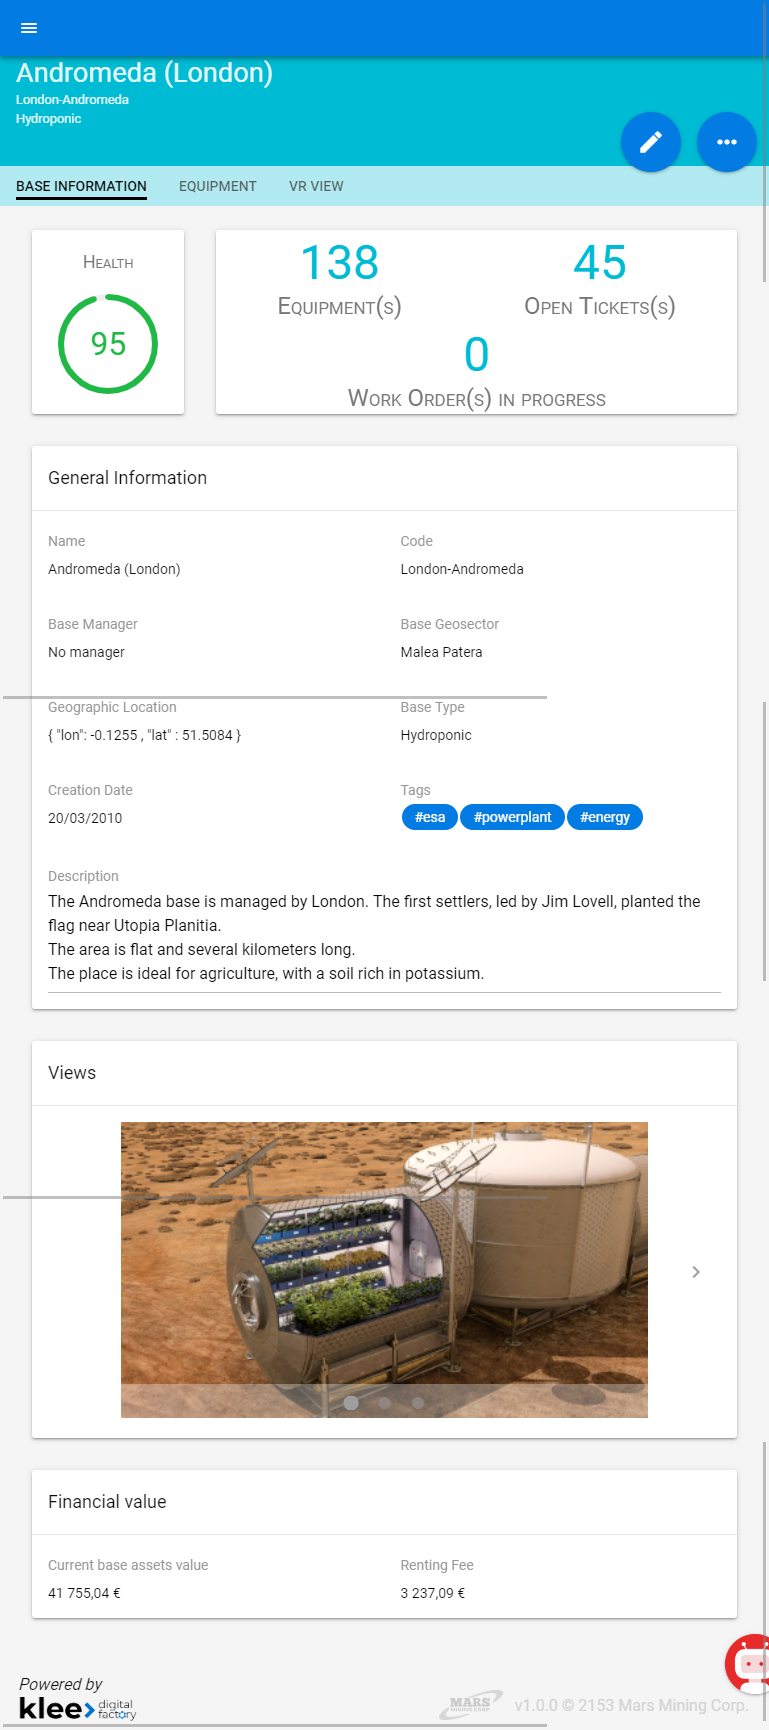 Andromeda (London)
London-Andromeda
Hydroponic
BASE INFORMATION EQUIPMENT VR VIEW
Health
95
138 45
Equipment(s) Open Tickets(s)
0
Work Order(s) in progress
General Information
Name Code
Andromeda (London) London-Andromeda
Base Manager Base Geosector
No manager Malea Patera
Geographic Location Base Type
{ "lon": -0.1255 , "lat" : 51.5084 } Hydroponic
Creation Date Tags
20/03/2010 #esa #powerplant #energy
Description
The Andromeda base is managed by London. The first settlers, led by Jim Lovell, planted the
flag near Utopia Planitia.
The area is flat and several kilometers long.
The place is ideal for agriculture, with a soil rich in potassium.
Views
Financial value
Current base assets value Renting Fee
41 755,04 € 3 237,09 €
Powered by
klee digital
factory
MARS
MINING CORP
v1.0.0 © 2153 Mars Mining Corp.